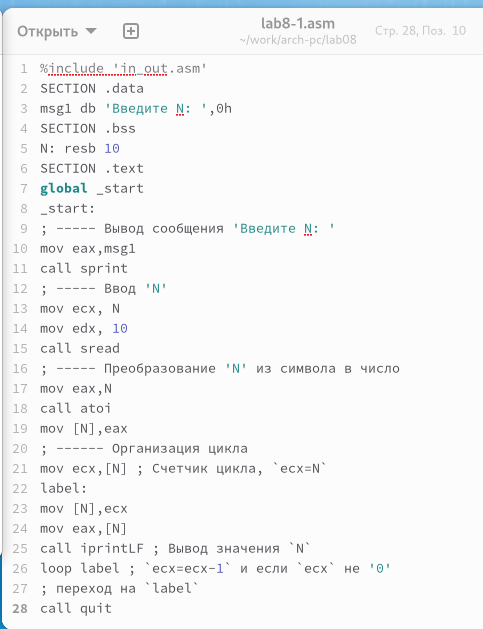 Открыть
lab8-1.asm
~/work/arch-pc/lab08
Стр. 28, Поз. 10
1 %include 'in_out.asm'
2 SECTION .data
3 msg1 db 'Введите N: ',0h
4 SECTION .bss
5 N: resb 10
6 SECTION .text
7 global _start
8 _start:
9 ; ----- Вывод сообщения 'Введите N: '
10 mov eax,msg1
11 call sprint
12 ; ----- Ввод 'N'
13 mov ecx, N
14 mov edx, 10
15 call sread
16 ; ----- Преобразование 'N' из символа в число
17 mov eax,N
18 call atoi
19 mov [N],eax
20 ; ------ Организация цикла
21 mov ecx,[N] ; Счетчик цикла, `ecx=N`
22 label:
23 mov [N],ecx
24 mov eax,[N]
25 call iprintLF ; Вывод значения `N`
26 loop label ; `ecx=ecx-1` и если `ecx` не '0'
27 ; переход на `label`
28 call quit